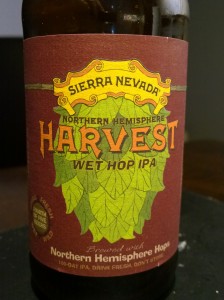 SIERRA NEVADA
NORTHERN HEMISPHERE
HARVEST
WET HOP IPA
Brewed with
Northern Hemisphere Hops